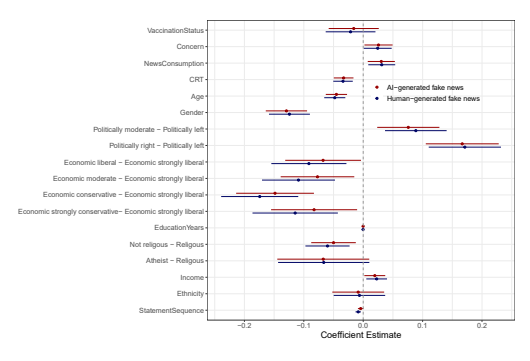 VaccinationStatus
Concern
NewsConsumption
CRT
AI−generated fake news
Age
Human−generated fake news
Gender
Politically moderate − Politically left
Politically right − Politically left
Economic liberal − Economic strongly liberal
Economic moderate − Economic strongly liberal
Economic conservative − Economic strongly liberal
Economic strongly conservative− Economic strongly liberal
EducationYears
Not religous − Religious
Atheist − Religious
Income
Ethnicity
StatementSequence
−0.2 −0.1 0.0 0.1 0.2
Coefficient Estimate